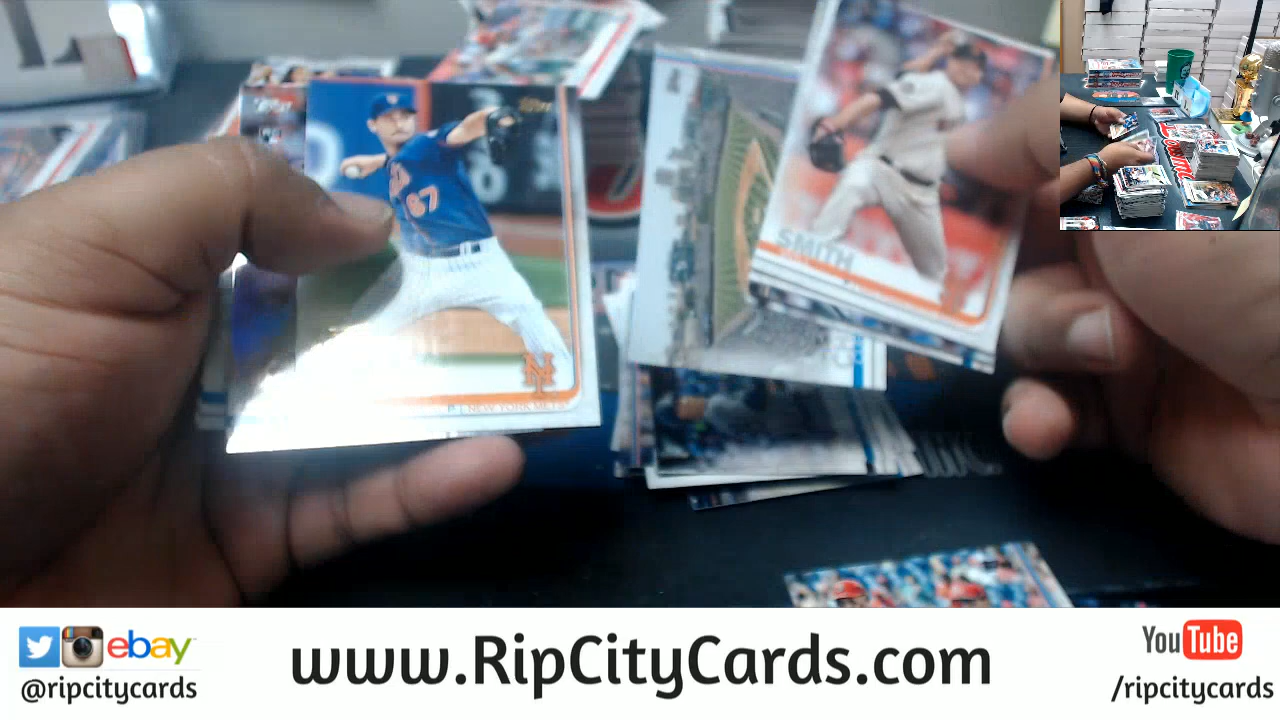 67
P | NEW YORK METS
SMITH
ebay
@ripcitycards
www.RipCityCards.com
YouTube
/ripcitycards